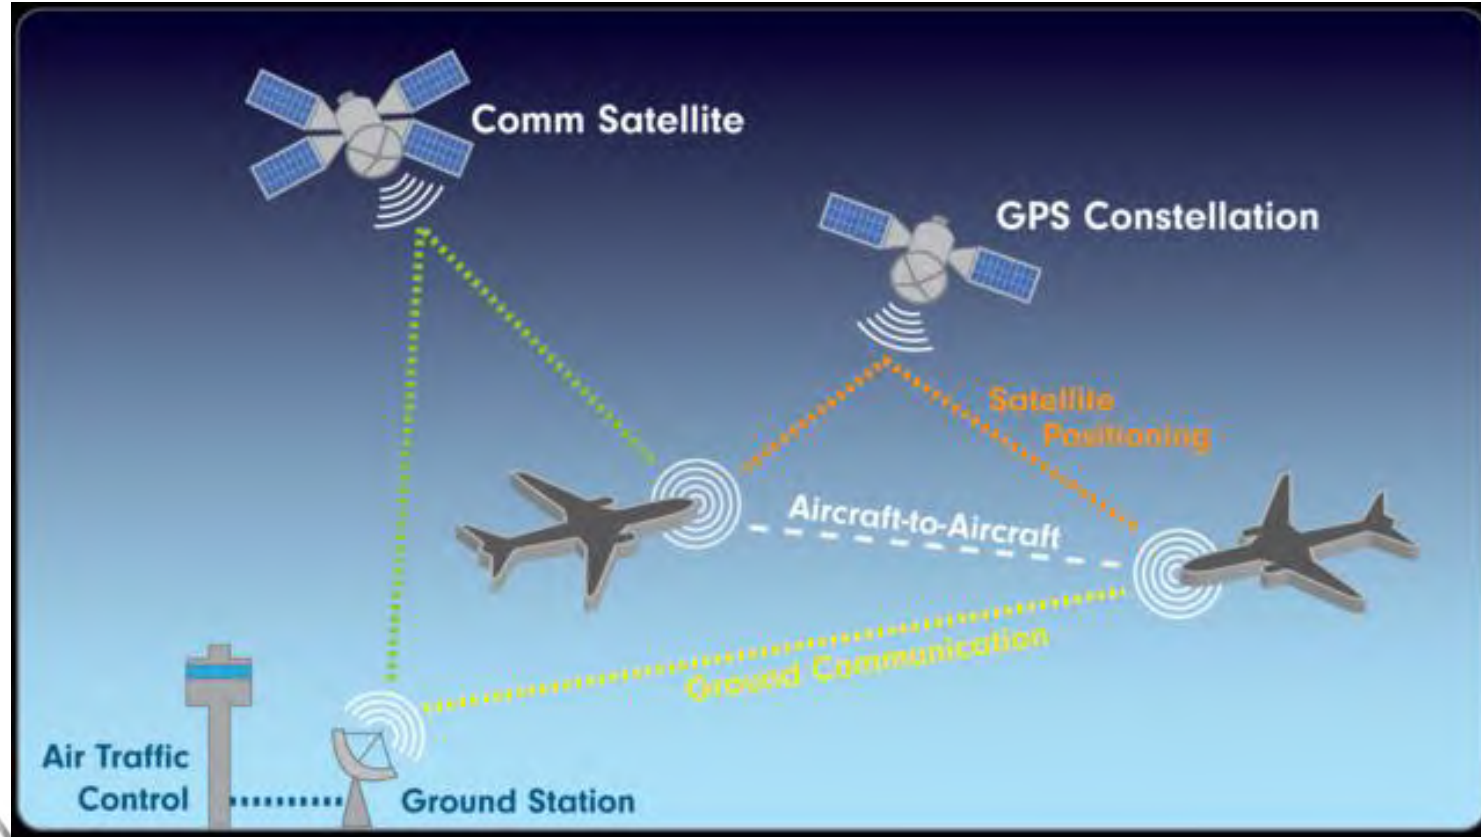 Comm Satellite
GPS Constellation
Satellite
Positioning
Aircraft-to-Aircraft
Ground Communication
Air Traffic
Control
Ground Station